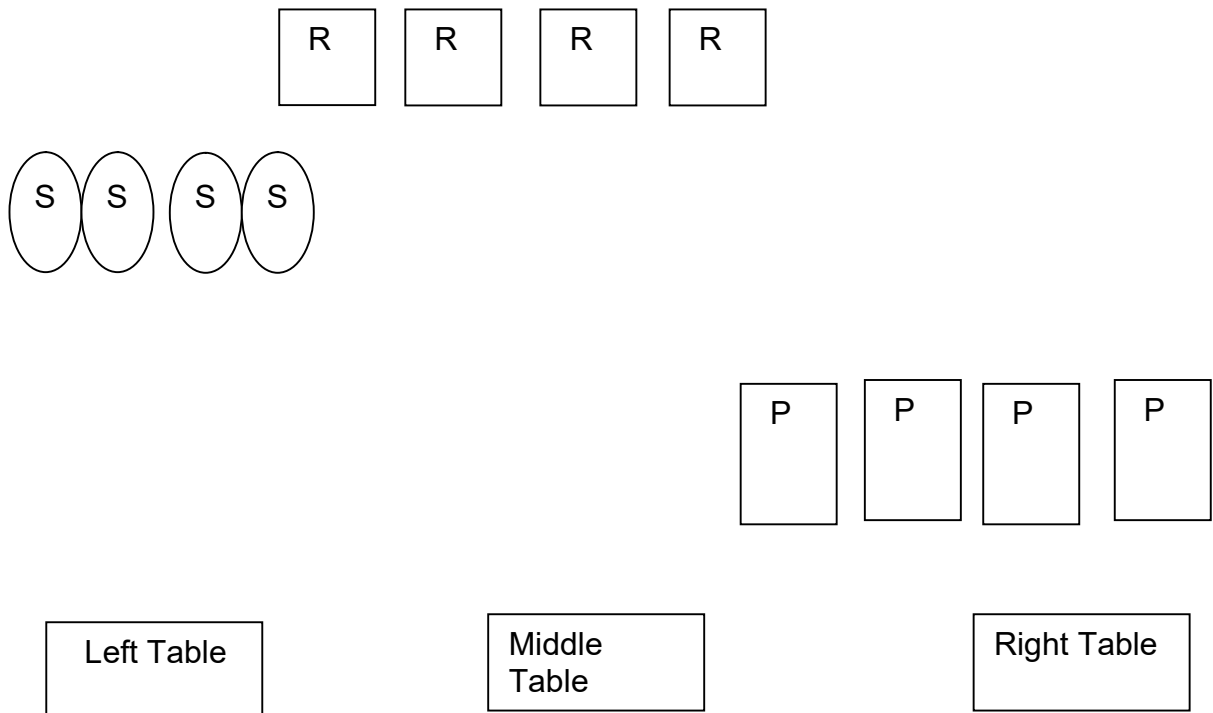 R R R R
S S S S
P P P P
Left Table
Middle
Table
Right Table